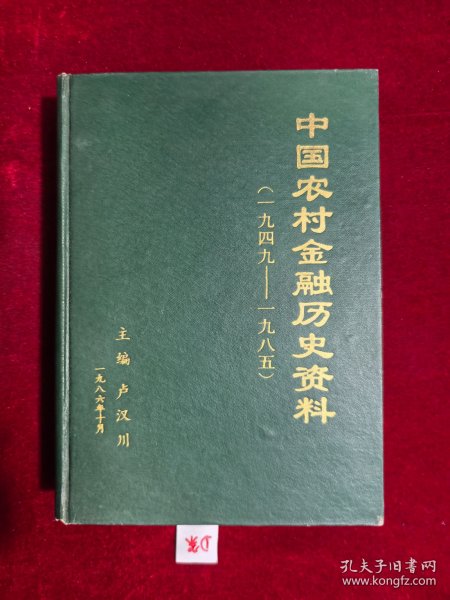 中国农村金融历史资料
（一九四九——一九八五）
主编 卢汉川
一九八六年十月
孔夫子旧书网
www.kongfz.com